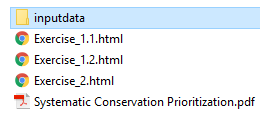 inputdata
Exercise_1.1.html
Exercise_1.2.html
Exercise_2.html
Systematic Conservation Prioritization.pdf